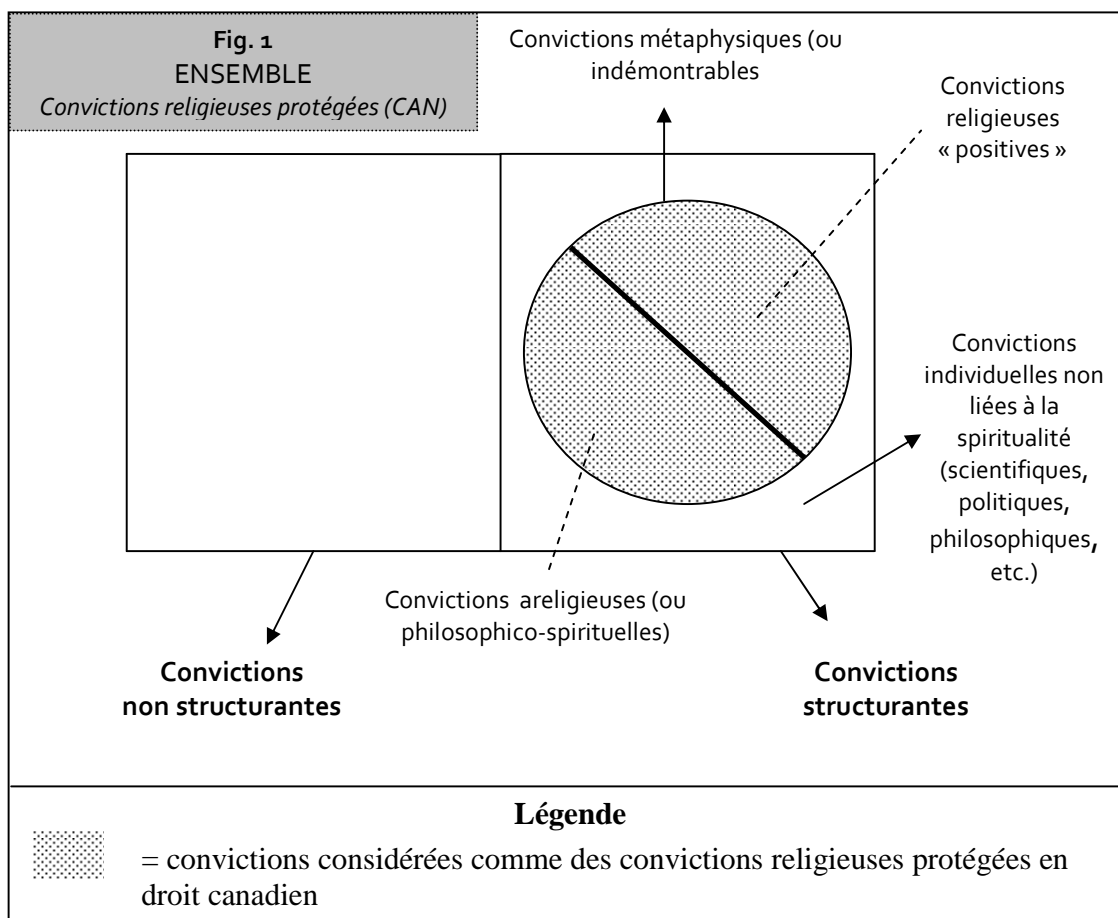 Fig. 1
ENSEMBLE
Convictions religieuses protégées (CAN)
Convictions métaphysiques (ou
indémontrables
Convictions
religieuses
« positives »
Convictions
individuelles non
liées à la
spiritualité
(scientifiques,
politiques,
philosophiques,
etc.)
Convictions areligieuses (ou
philosophico-spirituelles)
Convictions
non structurantes
Convictions
structurantes
Légende
= convictions considérées comme des convictions religieuses protégées en
droit canadien